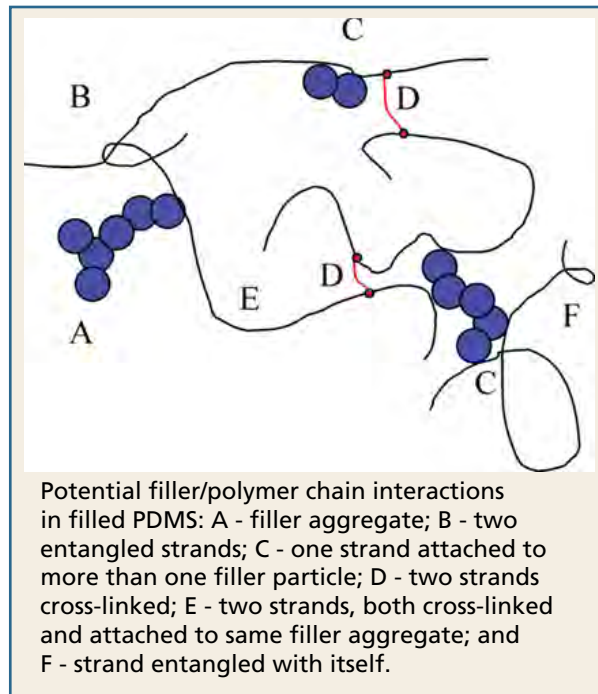 C
B
D
D
E
F
A
C
Potential filler/polymer chain interactions
in filled PDMS: A - filler aggregate; B - two
entangled strands; C - one strand attached to
more than one filler particle; D - two strands
cross-linked; E - two strands, both cross-linked
and attached to same filler aggregate; and
F - strand entangled with itself.